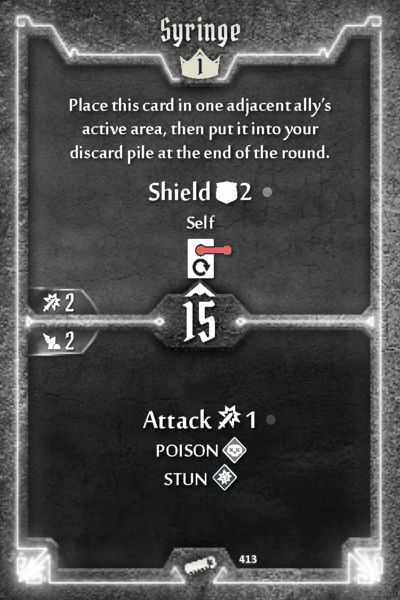 Syringe
1
Place this card in one adjacent ally's
active area, then put it into your
discard pile at the end of the round.
Shield 2
Self
2
15
2
Attack 1
POISON
STUN
413